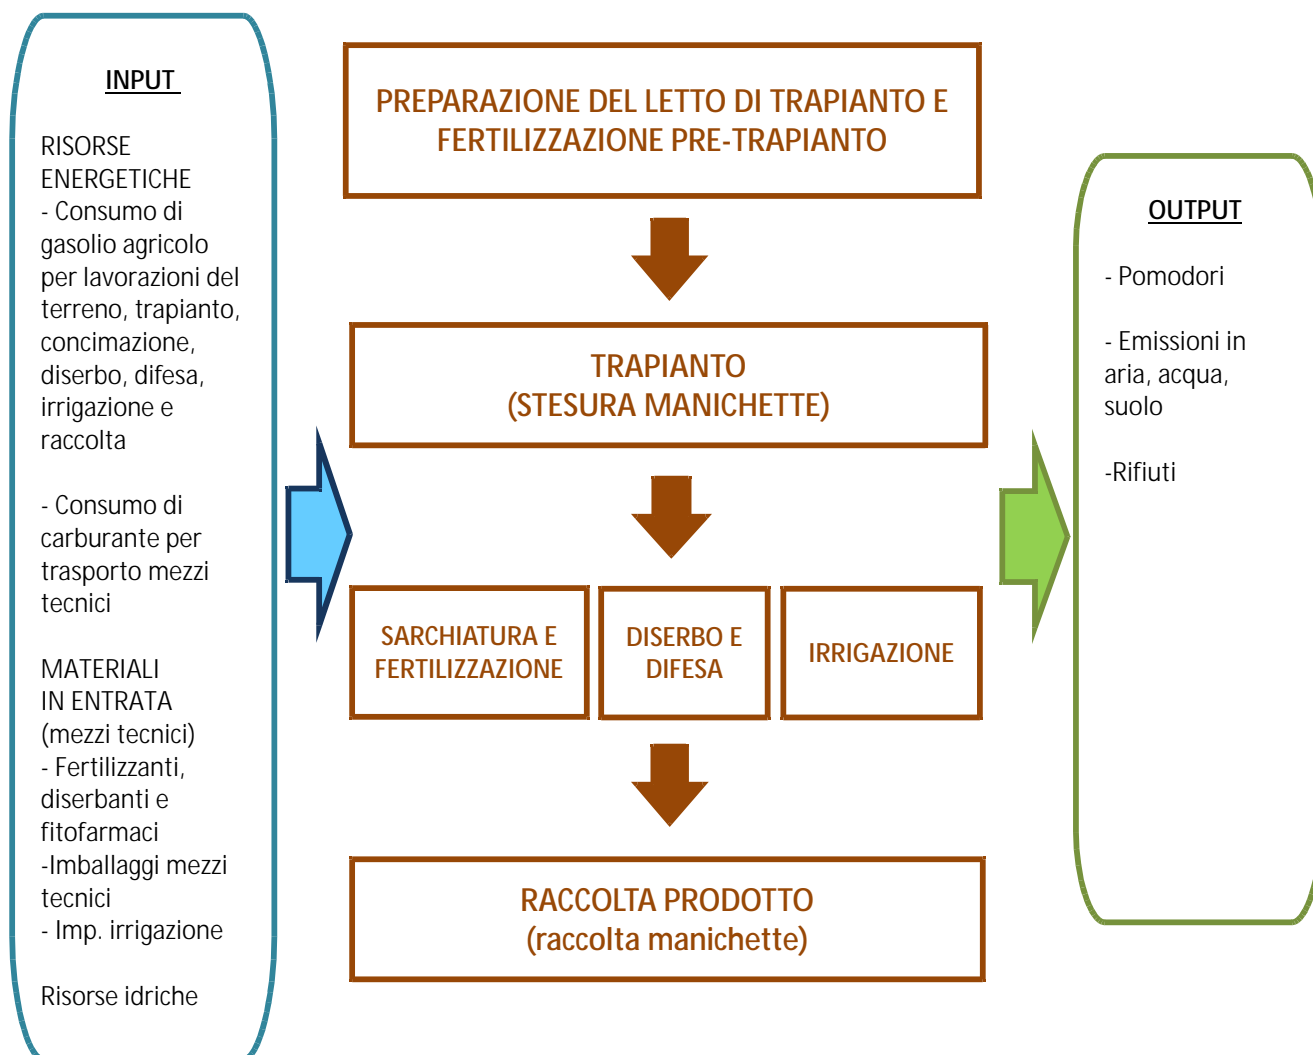 INPUT
RISORSE
ENERGETICHE
- Consumo di
gasolio agricolo
per lavorazioni del
terreno, trapianto,
concimazione,
diserbo, difesa,
irrigazione e
raccolta
- Consumo di
carburante per
trasporto mezzi
tecnici
MATERIALI
IN ENTRATA
(mezzi tecnici)
- Fertilizzanti,
diserbanti e
fitofarmaci
-Imballaggi mezzi
tecnici
- Imp. irrigazione
Risorse idriche
PREPARAZIONE DEL LETTO DI TRAPIANTO E
FERTILIZZAZIONE PRE-TRAPIANTO
TRAPIANTO
(STESURA MANICHETTE)
SARCHIATURA E
FERTILIZZAZIONE
DISERBO E
DIFESA
IRRIGAZIONE
RACCOLTA PRODOTTO
(raccolta manichette)
OUTPUT
- Pomodori
- Emissioni in
aria, acqua,
suolo
-Rifiuti